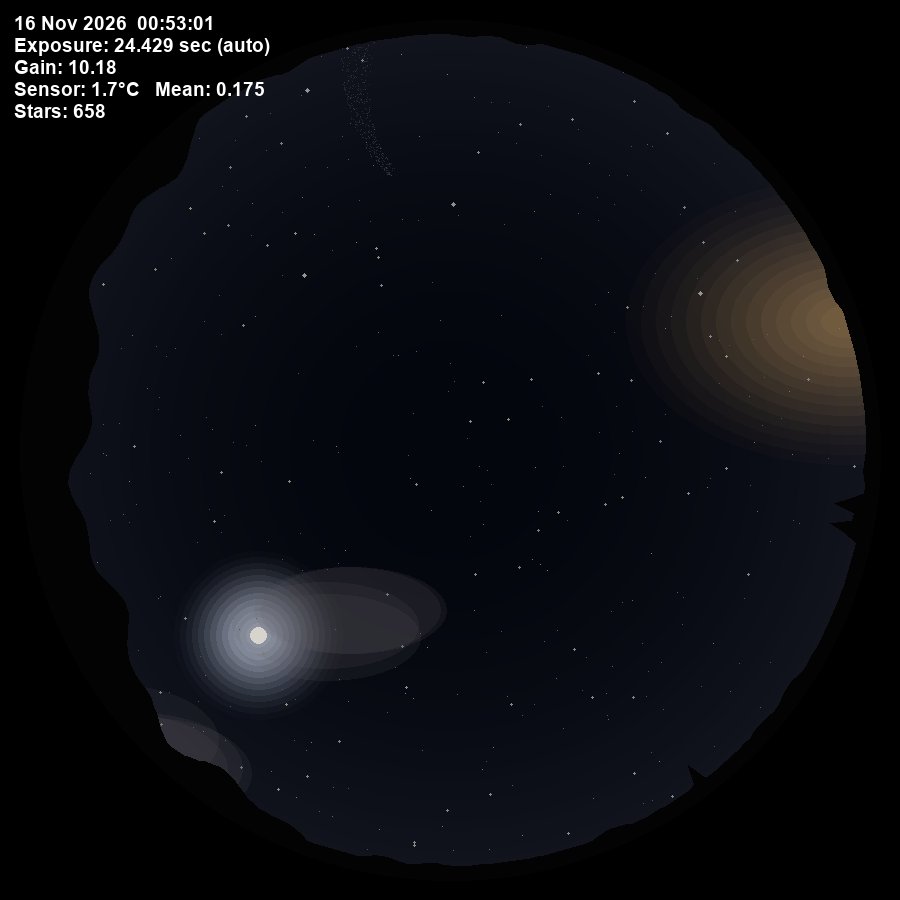 16 Nov 2026  00:53:01
Exposure: 24.429 sec (auto)
Gain: 10.18
Sensor: 1.7°C   Mean: 0.175
Stars: 658